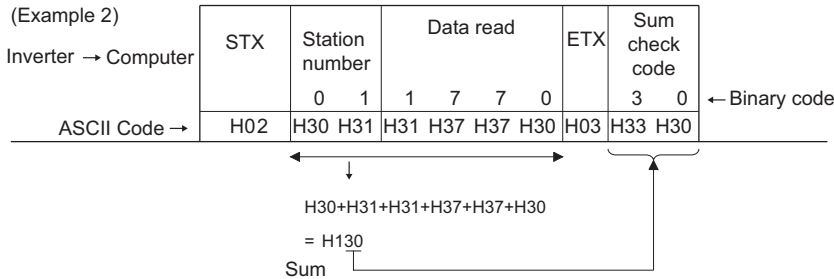 (Example 2)
Inverter → Computer
STX
Station
number
Data read
ETX
Sum
check
code
0 1 1 7 7 0 3 0 ← Binary code
ASCII Code → H02 H30 H31 H31 H37 H37 H30 H03 H33 H30
H30+H31+H31+H37+H37+H30
= H130
Sum